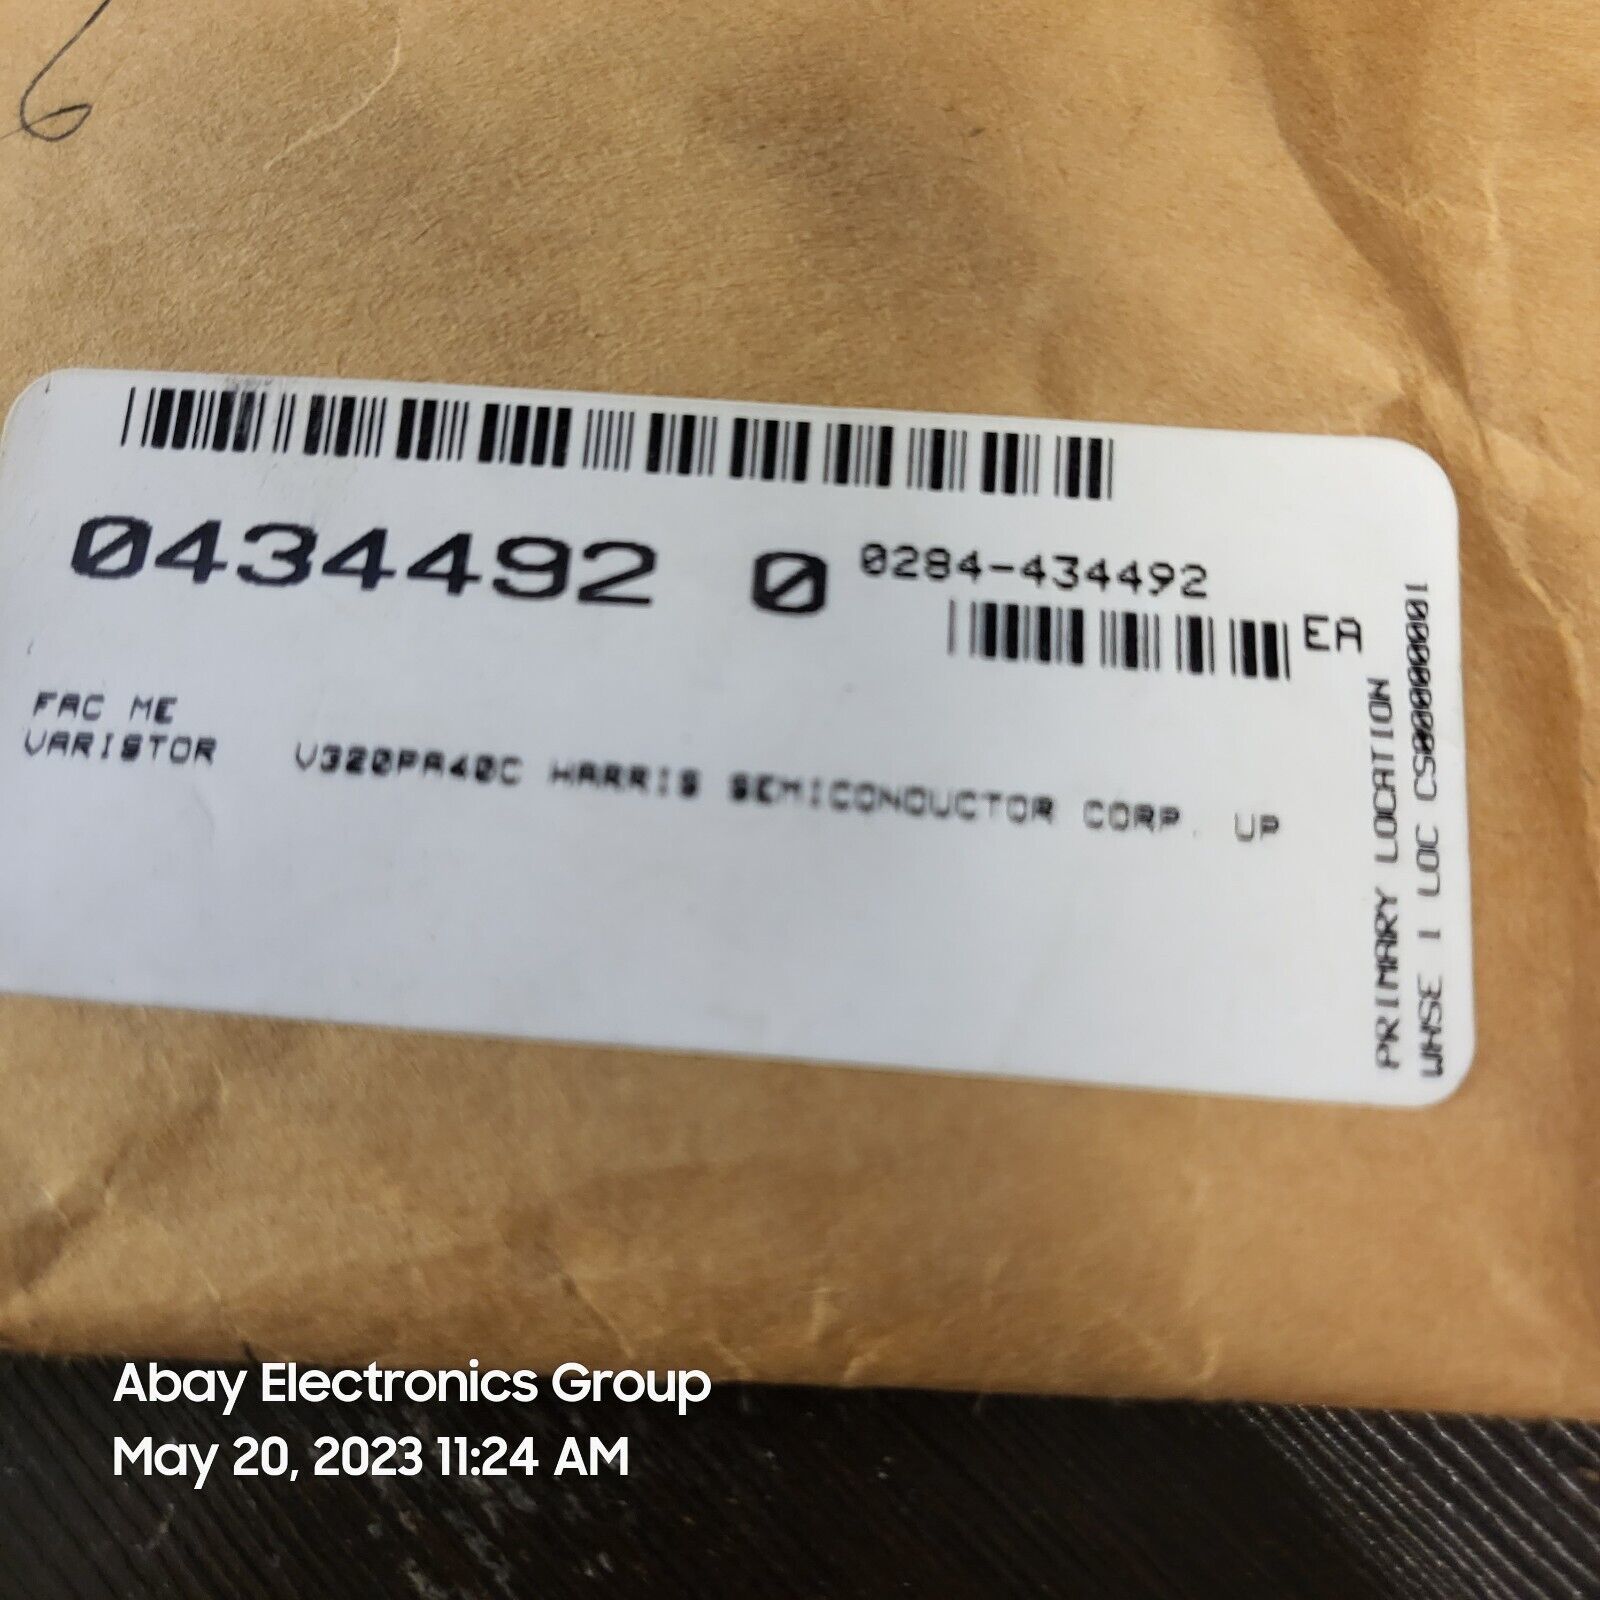 6
0434492 0 0284-434492
EA
FAC ME
VARISTOR V320PA40C HARRIS SEMICONDUCTOR CORP. UP
PRIMARY LOCATION
WHSE 1 LOC
Abay Electronics Group
May 20, 2023 11:24 AM